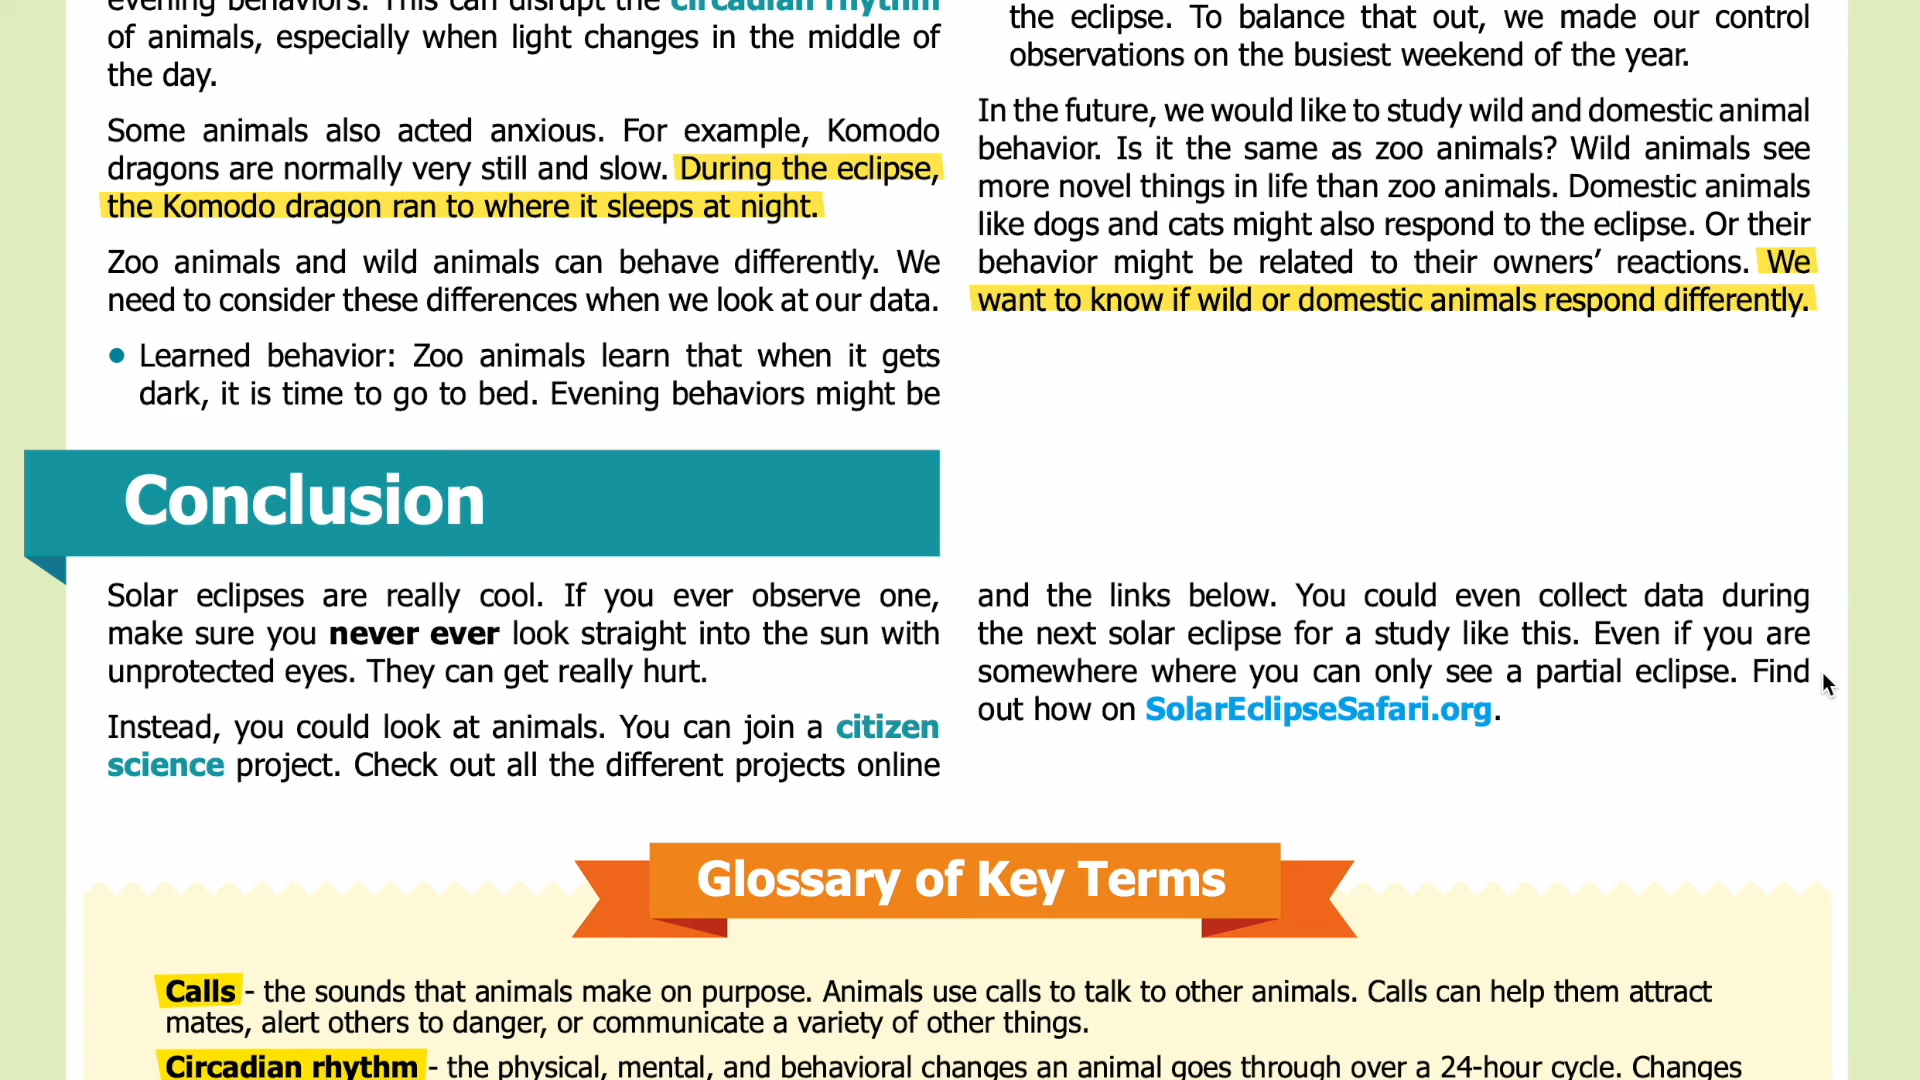 evening behaviors. This can disrupt the circadian rhythm
of animals, especially when light changes in the middle of
the day.
Some animals also acted anxious. For example, Komodo
dragons are normally very still and slow. During the eclipse,
the Komodo dragon ran to where it sleeps at night.
Zoo animals and wild animals can behave differently. We
need to consider these differences when we look at our data.
• Learned behavior: Zoo animals learn that when it gets
dark, it is time to go to bed. Evening behaviors might be
the eclipse. To balance that out, we made our control
observations on the busiest weekend of the year.
In the future, we would like to study wild and domestic animal
behavior. Is it the same as zoo animals? Wild animals see
more novel things in life than zoo animals. Domestic animals
like dogs and cats might also respond to the eclipse. Or their
behavior might be related to their owners’ reactions. We
want to know if wild or domestic animals respond differently.
Conclusion
Solar eclipses are really cool. If you ever observe one,
make sure you never ever look straight into the sun with
unprotected eyes. They can get really hurt.
Instead, you could look at animals. You can join a citizen
science project. Check out all the different projects online
and the links below. You could even collect data during
the next solar eclipse for a study like this. Even if you are
somewhere where you can only see a partial eclipse. Find
out how on SolarEclipseSafari.org.
Glossary of Key Terms
Calls - the sounds that animals make on purpose. Animals use calls to talk to other animals. Calls can help them attract
mates, alert others to danger, or communicate a variety of other things.
Circadian rhythm - the physical, mental, and behavioral changes an animal goes through over a 24-hour cycle. Changes